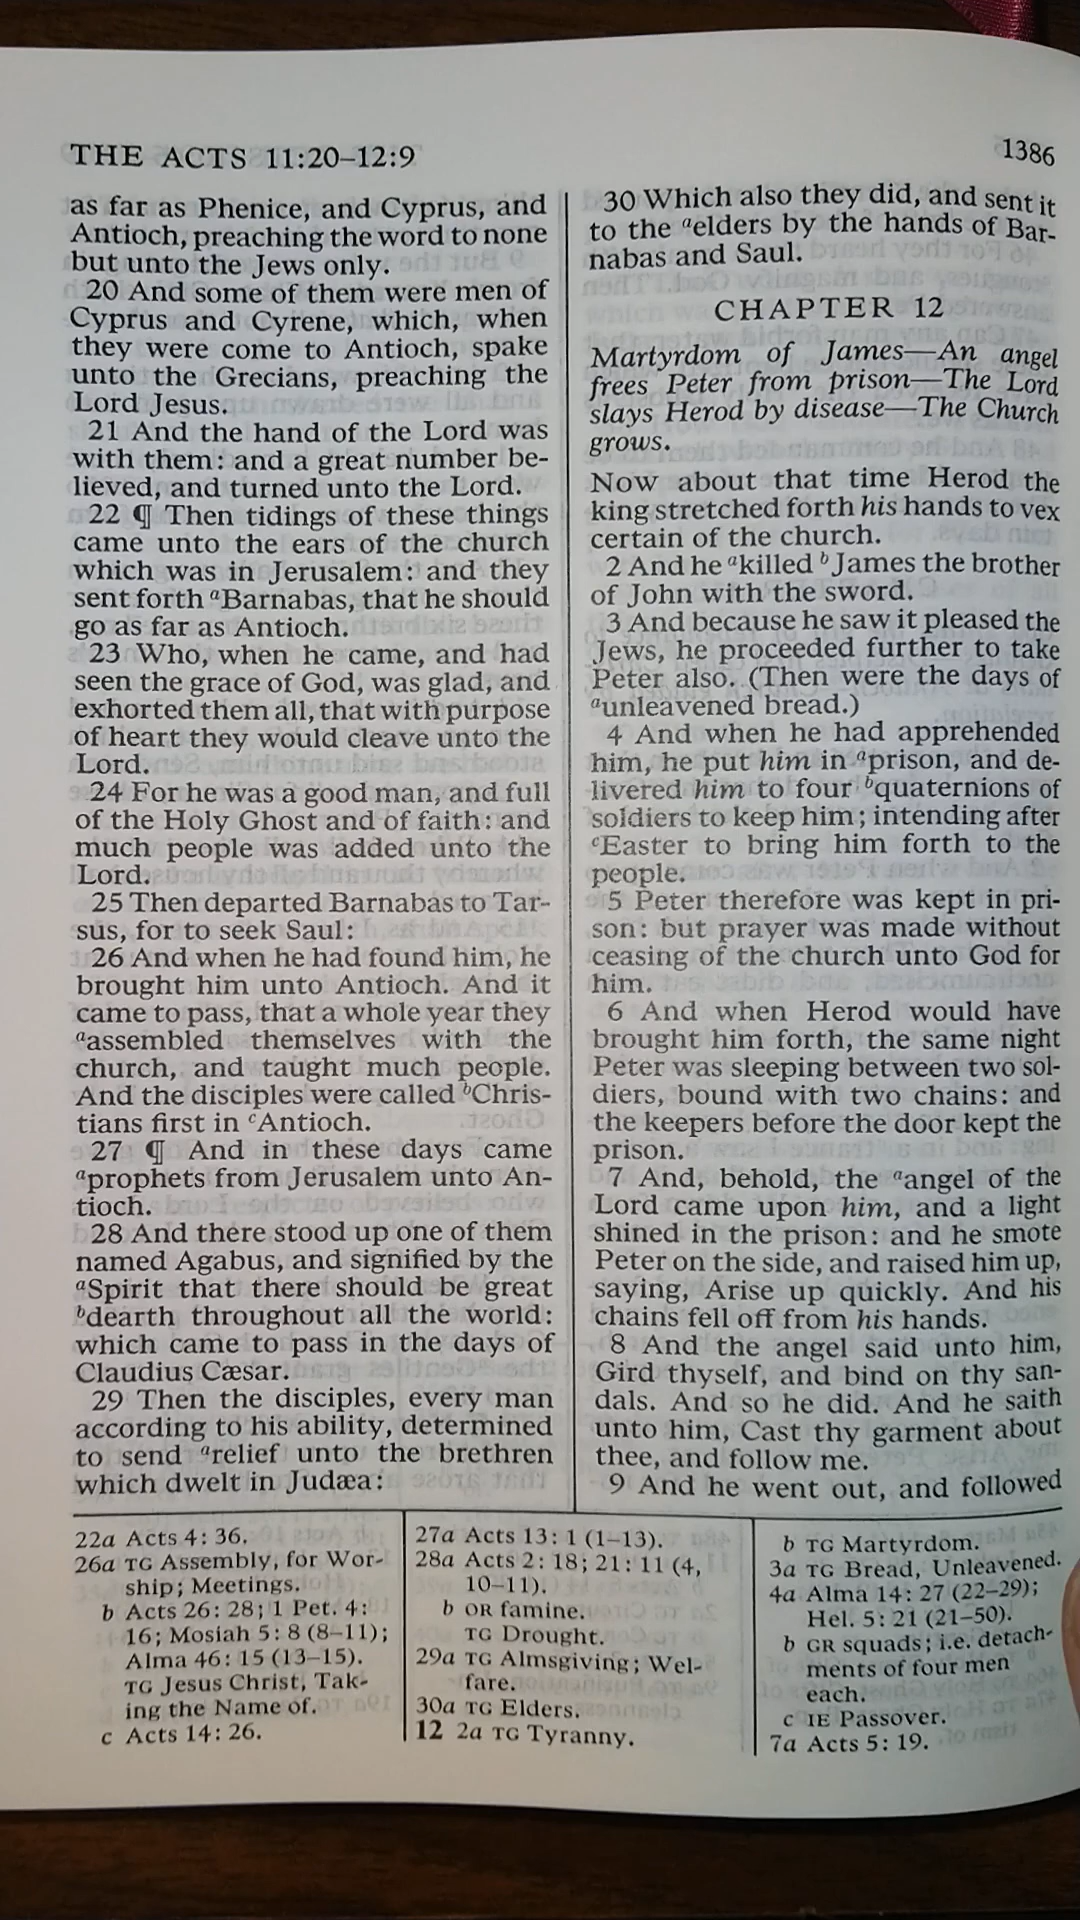 THE ACTS 11:20–12:9
1386
as far as Phenice, and Cyprus, and
Antioch, preaching the word to none
but unto the Jews only.
20 And some of them were men of
Cyprus and Cyrene, which, when
they were come to Antioch, spake
unto the Grecians, preaching the
Lord Jesus.
21 And the hand of the Lord was
with them: and a great number be-
lieved, and turned unto the Lord.
22 ¶ Then tidings of these things
came unto the ears of the church
which was in Jerusalem: and they
sent forth aBarnabas, that he should
go as far as Antioch.
23 Who, when he came, and had
seen the grace of God, was glad, and
exhorted them all, that with purpose
of heart they would cleave unto the
Lord.
24 For he was a good man, and full
of the Holy Ghost and of faith: and
much people was added unto the
Lord.
25 Then departed Barnabas to Tar-
sus, for to seek Saul:
26 And when he had found him, he
brought him unto Antioch. And it
came to pass, that a whole year they
aassembled themselves with the
church, and taught much people.
And the disciples were called bChris-
tians first in cAntioch.
27 ¶ And in these days came
aprophets from Jerusalem unto An-
tioch.
28 And there stood up one of them
named Agabus, and signified by the
aSpirit that there should be great
bdearth throughout all the world:
which came to pass in the days of
Claudius Cæsar.
29 Then the disciples, every man
according to his ability, determined
to send arelief unto the brethren
which dwelt in Judæa:
30 Which also they did, and sent it
to the aelders by the hands of Bar-
nabas and Saul.
CHAPTER 12
Martyrdom of James—An angel
frees Peter from prison—The Lord
slays Herod by disease—The Church
grows.
Now about that time Herod the
king stretched forth his hands to vex
certain of the church.
2 And he akilled bJames the brother
of John with the sword.
3 And because he saw it pleased the
Jews, he proceeded further to take
Peter also. (Then were the days of
aunleavened bread.)
4 And when he had apprehended
him, he put him in aprison, and de-
livered him to four bquaternions of
soldiers to keep him; intending after
cEaster to bring him forth to the
people.
5 Peter therefore was kept in pri-
son: but prayer was made without
ceasing of the church unto God for
him.
6 And when Herod would have
brought him forth, the same night
Peter was sleeping between two sol-
diers, bound with two chains: and
the keepers before the door kept the
prison.
7 And, behold, the aangel of the
Lord came upon him, and a light
shined in the prison: and he smote
Peter on the side, and raised him up,
saying, Arise up quickly. And his
chains fell off from his hands.
8 And the angel said unto him,
Gird thyself, and bind on thy san-
dals. And so he did. And he saith
unto him, Cast thy garment about
thee, and follow me.
9 And he went out, and followed
22a Acts 4: 36.
26a TG Assembly, for Wor-
ship; Meetings.
b Acts 26: 28; 1 Pet. 4:
16; Mosiah 5: 8 (8–11);
Alma 46: 15 (13–15).
TG Jesus Christ, Tak-
ing the Name of.
c Acts 14: 26.
27a Acts 13: 1 (1–13).
28a Acts 2: 18; 21: 11 (4,
10–11).
b OR famine.
TG Drought.
29a TG Almsgiving; Wel-
fare.
30a TG Elders.
12 2a TG Tyranny.
b TG Martyrdom.
3a TG Bread, Unleavened.
4a Alma 14: 27 (22–29);
Hel. 5: 21 (21–50).
b GR squads; i.e. detach-
ments of four men
each.
c IE Passover.
7a Acts 5: 19.